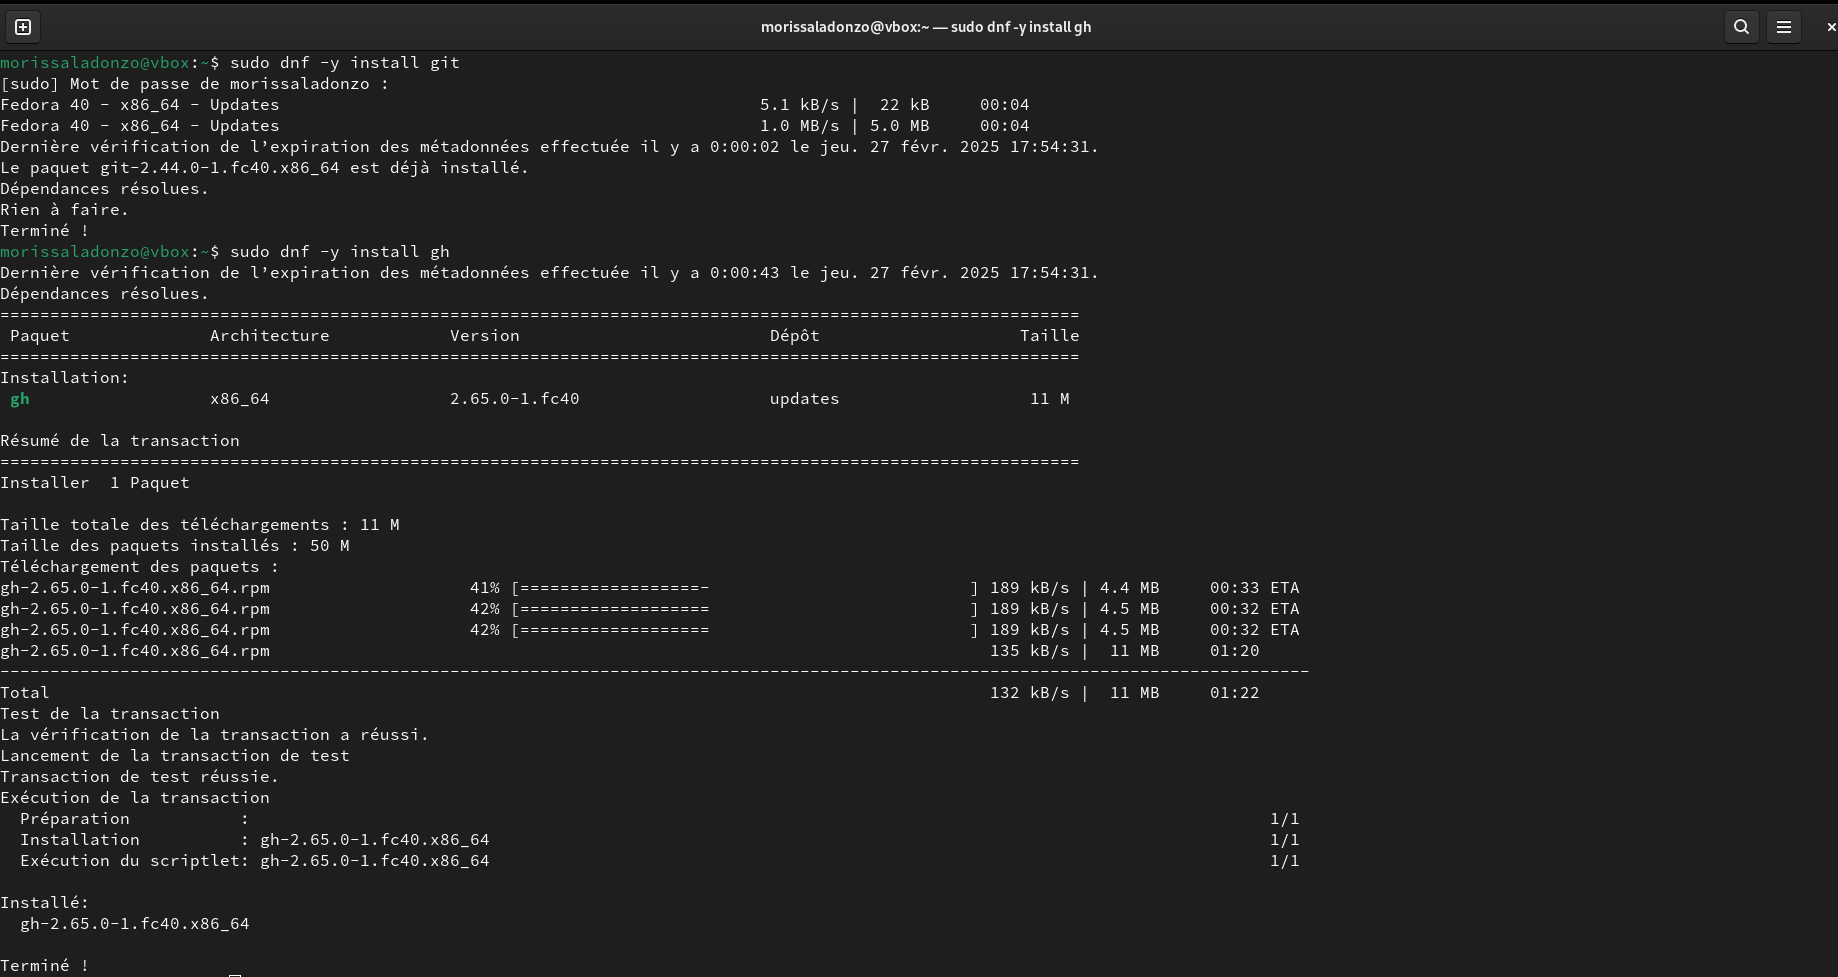 morissaladonzo@vbox:~ — sudo dnf -y install gh
morissaladonzo@vbox:~$ sudo dnf -y install git
[sudo] Mot de passe de morissaladonzo :
Fedora 40 - x86_64 - Updates                                                5.1 kB/s |  22 kB     00:04
Fedora 40 - x86_64 - Updates                                                1.0 MB/s | 5.0 MB     00:04
Dernière vérification de l’expiration des métadonnées effectuée il y a 0:00:02 le jeu. 27 févr. 2025 17:54:31.
Le paquet git-2.44.0-1.fc40.x86_64 est déjà installé.
Dépendances résolues.
Rien à faire.
Terminé !
morissaladonzo@vbox:~$ sudo dnf -y install gh
Dernière vérification de l’expiration des métadonnées effectuée il y a 0:00:43 le jeu. 27 févr. 2025 17:54:31.
Dépendances résolues.
============================================================================================================
 Paquet              Architecture            Version                         Dépôt                    Taille
============================================================================================================
Installation:
 gh                  x86_64                  2.65.0-1.fc40                   updates                   11 M
Résumé de la transaction
============================================================================================================
Installer  1 Paquet
Taille totale des téléchargements : 11 M
Taille des paquets installés : 50 M
Téléchargement des paquets :
gh-2.65.0-1.fc40.x86_64.rpm                    41% [==================-                          ] 189 kB/s | 4.4 MB     00:33 ETA
gh-2.65.0-1.fc40.x86_64.rpm                    42% [===================                          ] 189 kB/s | 4.5 MB     00:32 ETA
gh-2.65.0-1.fc40.x86_64.rpm                    42% [===================                          ] 189 kB/s | 4.5 MB     00:32 ETA
gh-2.65.0-1.fc40.x86_64.rpm                                                                        135 kB/s |  11 MB     01:20
-----------------------------------------------------------------------------------------------------------------------------------
Total                                                                                              132 kB/s |  11 MB     01:22
Test de la transaction
La vérification de la transaction a réussi.
Lancement de la transaction de test
Transaction de test réussie.
Exécution de la transaction
  Préparation           :                                                                                                      1/1
  Installation          : gh-2.65.0-1.fc40.x86_64                                                                              1/1
  Exécution du scriptlet: gh-2.65.0-1.fc40.x86_64                                                                              1/1
Installé:
  gh-2.65.0-1.fc40.x86_64
Terminé !